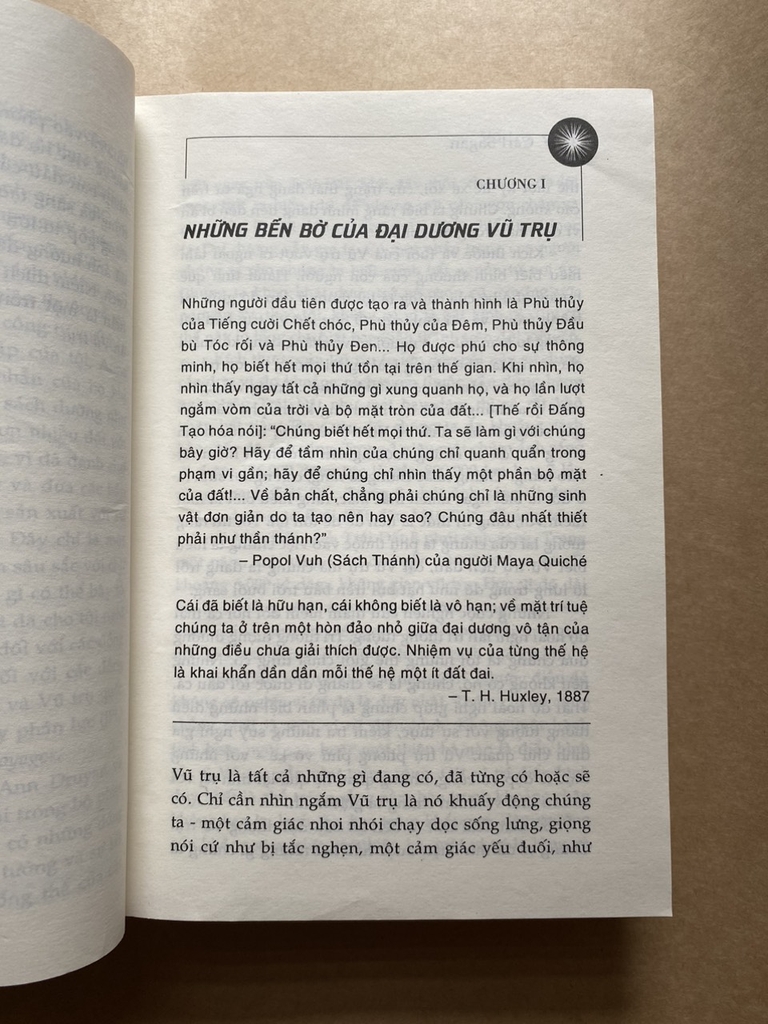 CHƯƠNG I
NHỮNG BẾN BỜ CỦA ĐẠI DƯƠNG VŨ TRỤ
Những người đầu tiên được tạo ra và thành hình là Phù thủy
của Tiếng cười Chết chóc, Phù thủy của Đêm, Phù thủy Đầu
bù Tóc rối và Phù thủy Đen... Họ được phú cho sự thông
minh, họ biết hết mọi thứ tồn tại trên thế gian. Khi nhìn, họ
nhìn thấy ngay tất cả những gì xung quanh họ, và họ lần lượt
ngắm vòm của trời và bộ mặt tròn của đất... [Thế rồi Đấng
Tạo hóa nói]: “Chúng biết hết mọi thứ. Ta sẽ làm gì với chúng
bây giờ? Hãy để tầm nhìn của chúng chỉ quanh quẩn trong
phạm vi gần; hãy để chúng chỉ nhìn thấy một phần bộ mặt
của đất!... Về bản chất, chẳng phải chúng chỉ là những sinh
vật đơn giản do ta tạo nên hay sao? Chúng đâu nhất thiết
phải như thần thánh?”
– Popol Vuh (Sách Thánh) của người Maya Quiché
Cái đã biết là hữu hạn, cái không biết là vô hạn; về mặt trí tuệ
chúng ta ở trên một hòn đảo nhỏ giữa đại dương vô tận của
những điều chưa giải thích được. Nhiệm vụ của từng thế hệ
là khai khẩn dần dần mỗi thế hệ một ít đất đai.
– T. H. Huxley, 1887
Vũ trụ là tất cả những gì đang có, đã từng có hoặc sẽ
có. Chỉ cần nhìn ngắm Vũ trụ là nó khuấy động chúng
ta - một cảm giác nhoi nhói chạy dọc sống lưng, giọng
nói cứ như bị tắc nghẹn, một cảm giác yếu đuối, như